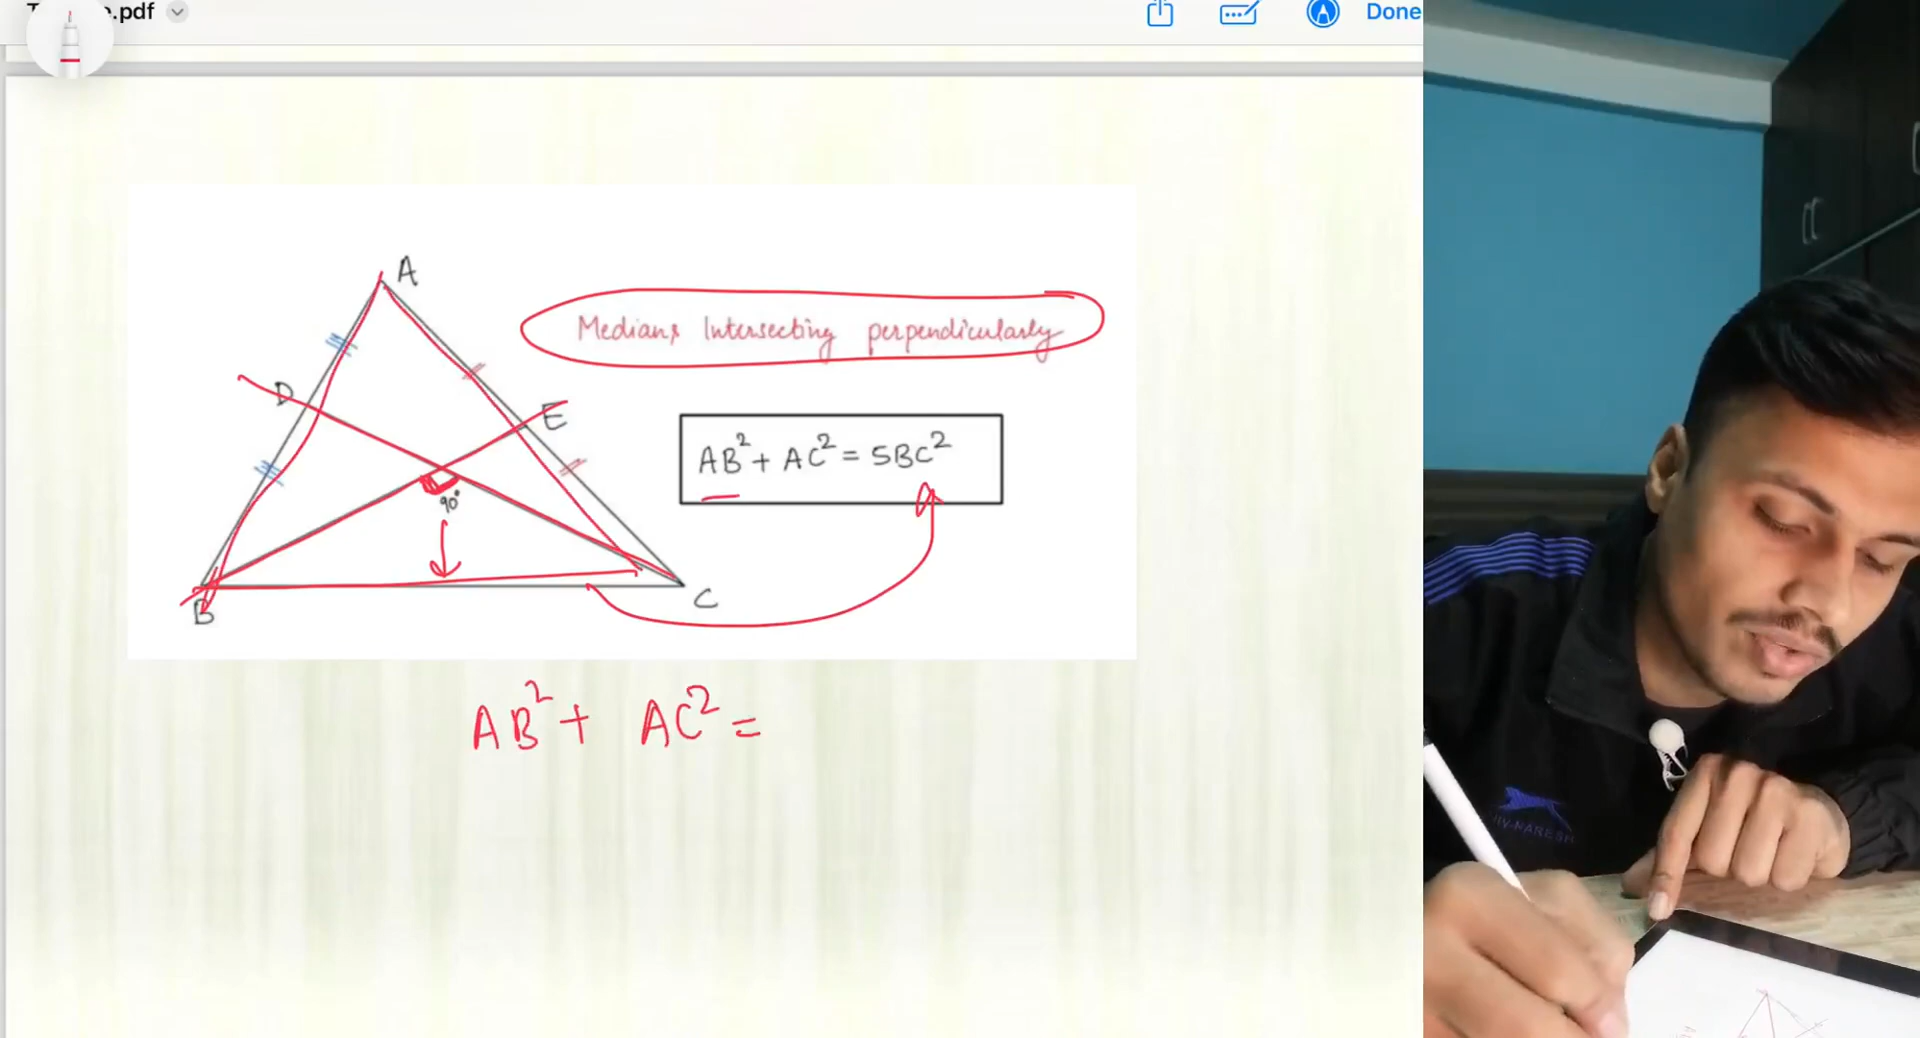 .pdf
Done
A
Medians Intersecting perpendicularly
D
E
AB² + AC² = 5BC²
90°
B
C
AB² + AC² =